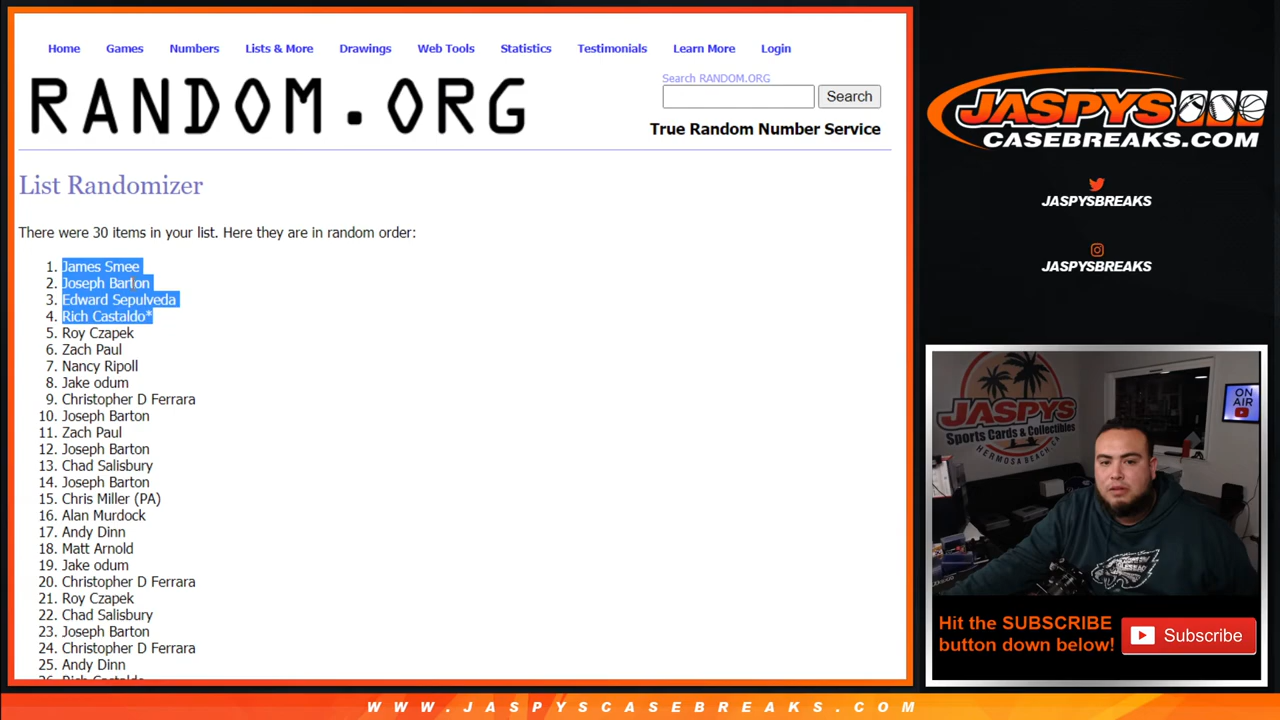 Home Games Numbers Lists & More Drawings Web Tools Statistics Testimonials Learn More Login
RANDOM.ORG
Search RANDOM.ORG
Search
True Random Number Service
List Randomizer
There were 30 items in your list. Here they are in random order:
1. James Smee
2. Joseph Barton
3. Edward Sepulveda
4. Rich Castaldo*
5. Roy Czapek
6. Zach Paul
7. Nancy Ripoll
8. Jake odum
9. Christopher D Ferrara
10. Joseph Barton
11. Zach Paul
12. Joseph Barton
13. Chad Salisbury
14. Joseph Barton
15. Chris Miller (PA)
16. Alan Murdock
17. Andy Dinn
18. Matt Arnold
19. Jake odum
20. Christopher D Ferrara
21. Roy Czapek
22. Chad Salisbury
23. Joseph Barton
24. Christopher D Ferrara
25. Andy Dinn
26. Rich Castaldo
JASPYS
CASEBREAKS.COM
JASPYSBREAKS
JASPYSBREAKS
JASPYS
Sports Cards & Collectibles
HERMOSA BEACH, CA
ON
AIR
EAGLES
Hit the SUBSCRIBE
button down below!
Subscribe
WWW.JASPYSCASEBREAKS.COM